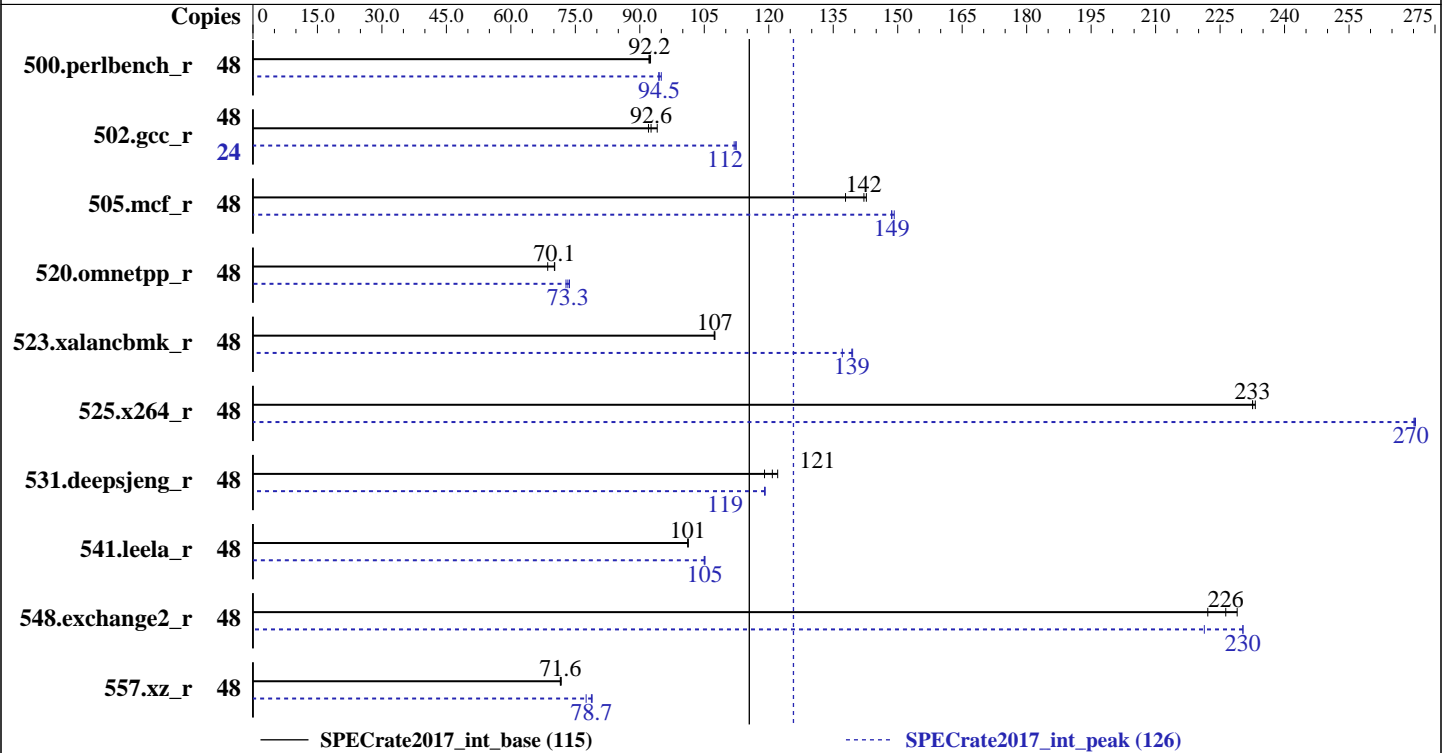 Copies 0 15.0 30.0 45.0 60.0 75.0 90.0 105 120 135 150 165 180 195 210 225 240 255 275
92.2
500.perlbench_r 48
94.5
48 92.6
502.gcc_r
24 112
142
505.mcf_r 48
149
70.1
520.omnetpp_r 48
73.3
107
523.xalancbmk_r 48
139
233
525.x264_r 48
270
121
531.deepsjeng_r 48
119
101
541.leela_r 48
105
226
548.exchange2_r 48
230
71.6
557.xz_r 48
78.7
SPECrate2017_int_base (115) SPECrate2017_int_peak (126)